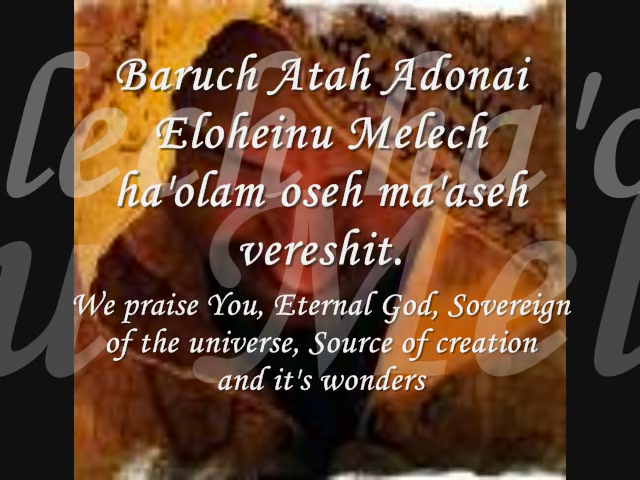 Baruch Atah Adonai
Eloheinu Melech
ha'olam oseh ma'aseh
vereshit.
We praise You, Eternal God, Sovereign
of the universe, Source of creation
and it's wonders